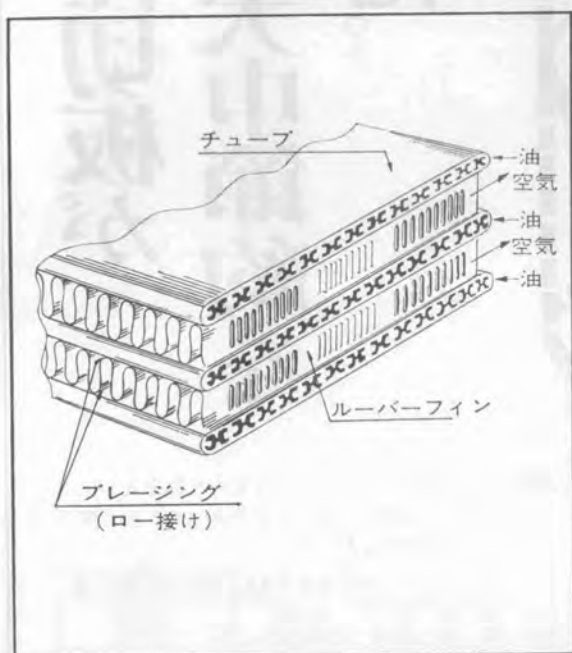 チューブ
油
空気
油
空気
油
ルーバーフィン
ブレージング
(ロー接け)